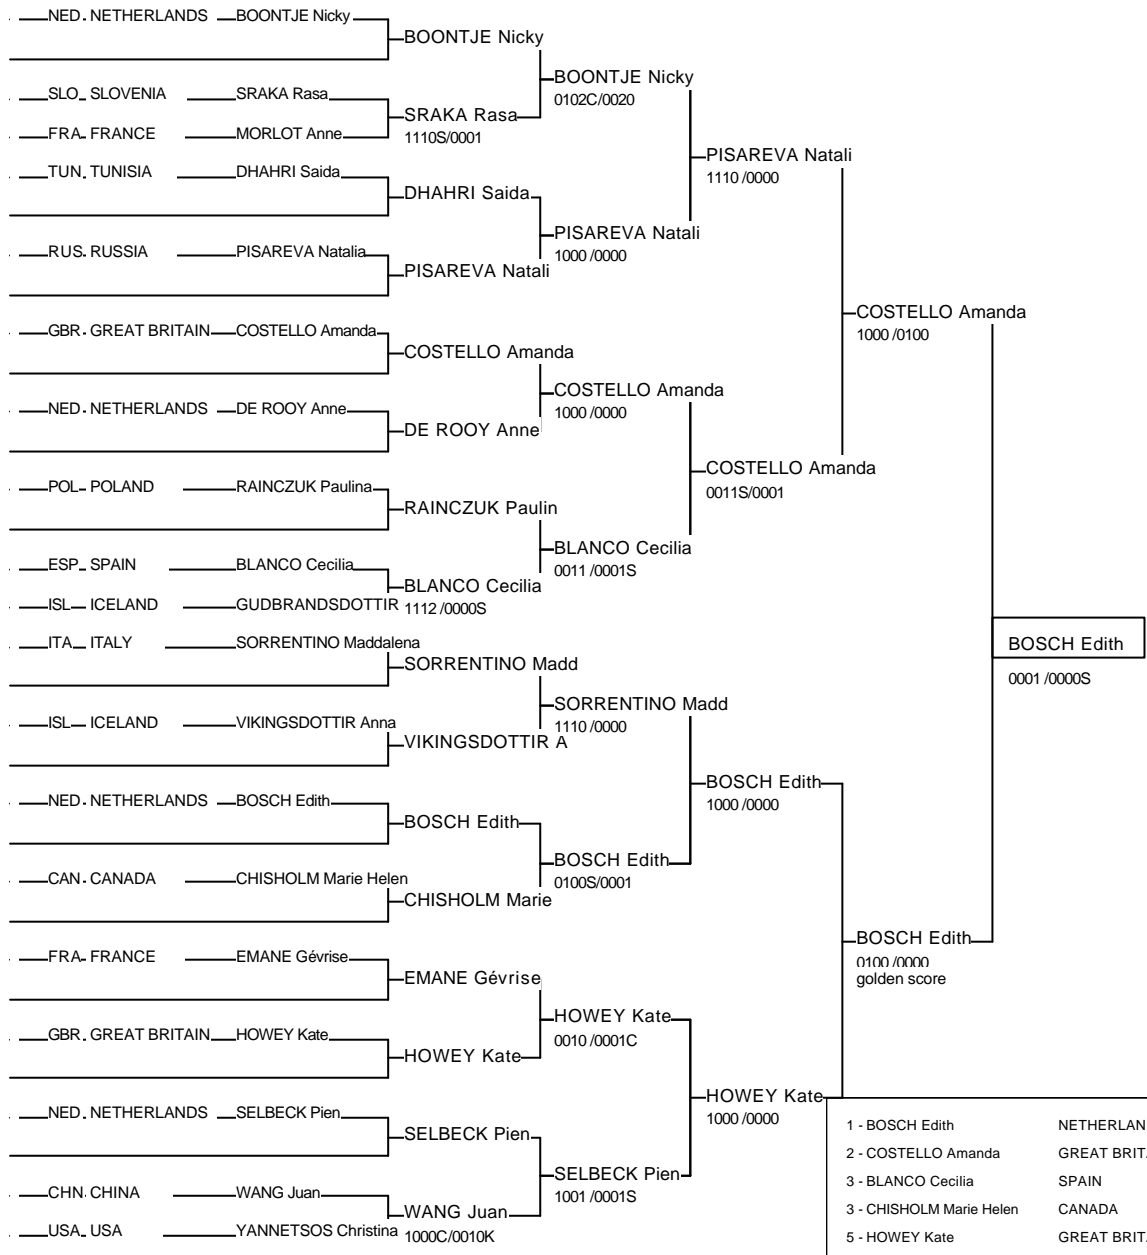 NED. NETHERLANDS BOONTJE Nicky
BOONTJE Nicky
BOONTJE Nicky
0102C/0020
SLO SLOVENIA SRAKA Rasa
SRAKA Rasa
1110S/0001
FRA FRANCE MORLOT Anne
PISAREVA Natali
1110 /0000
TUN. TUNISIA DHAHRI Saida
DHAHRI Saida
PISAREVA Natali
1000 /0000
RUS. RUSSIA PISAREVA Natalia
PISAREVA Natali
COSTELLO Amanda
1000 /0100
GBR. GREAT BRITAIN COSTELLO Amanda
COSTELLO Amanda
COSTELLO Amanda
1000 /0000
NED. NETHERLANDS DE ROOY Anne
DE ROOY Anne
COSTELLO Amanda
0011S/0001
POL POLAND RAINCZUK Paulina
RAINCZUK Paulin
BLANCO Cecilia
0011 /0001S
ESP SPAIN BLANCO Cecilia
BLANCO Cecilia
ISL ICELAND GUDBRANDSDOTTIR 1112 /0000S
BOSCH Edith
0001 /0000S
ITA ITALY SORRENTINO Maddalena
SORRENTINO Madd
SORRENTINO Madd
1110 /0000
ISL ICELAND VIKINGSDOTTIR Anna
VIKINGSDOTTIR A
BOSCH Edith
1000 /0000
NED. NETHERLANDS BOSCH Edith
BOSCH Edith
BOSCH Edith
0100S/0001
CAN. CANADA CHISHOLM Marie Helen
CHISHOLM Marie
BOSCH Edith
0100 /0000
golden score
FRA FRANCE EMANE Gévrise
EMANE Gévrise
HOWEY Kate
0010 /0001C
GBR. GREAT BRITAIN HOWEY Kate
HOWEY Kate
HOWEY Kate
1000 /0000
NED. NETHERLANDS SELBECK Pien
SELBECK Pien
SELBECK Pien
1001 /0001S
CHN. CHINA WANG Juan
WANG Juan
USA. USA YANNETSOS Christina 1000C/0010K
1 - BOSCH Edith NETHERLAN
2 - COSTELLO Amanda GREAT BRIT
3 - BLANCO Cecilia SPAIN
3 - CHISHOLM Marie Helen CANADA
5 - HOWEY Kate GREAT BRIT